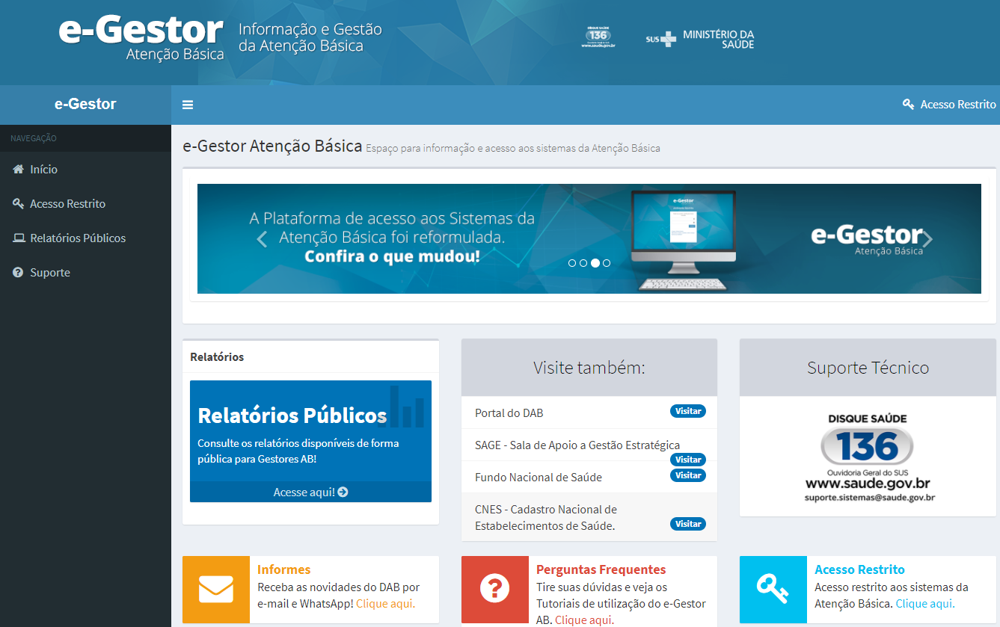 e-Gestor
Atenção Básica
Informação e Gestão
da Atenção Básica
DISQUE SAÚDE
136
www.saude.gov.br
SUS
MINISTÉRIO DA
SAÚDE
e-Gestor
Acesso Restrito
NAVEGAÇÃO
Início
Acesso Restrito
Relatórios Públicos
Suporte
e-Gestor Atenção Básica Espaço para informação e acesso aos sistemas da Atenção Básica
A Plataforma de acesso aos Sistemas da
Atenção Básica foi reformulada.
Confira o que mudou!
e-Gestor
e-Gestor
Atenção Básica
Relatórios
Relatórios Públicos
Consulte os relatórios disponíveis de forma
pública para Gestores AB!
Acesse aqui!
Visite também:
Portal do DAB Visitar
SAGE - Sala de Apoio a Gestão Estratégica
Visitar
Fundo Nacional de Saúde Visitar
CNES - Cadastro Nacional de
Estabelecimentos de Saúde. Visitar
Suporte Técnico
DISQUE SAÚDE
136
Ouvidoria Geral do SUS
www.saude.gov.br
suporte.sistemas@saude.gov.br
Informes
Receba as novidades do DAB por
e-mail e WhatsApp! Clique aqui.
Perguntas Frequentes
Tire suas dúvidas e veja os
Tutoriais de utilização do e-Gestor
AB. Clique aqui.
Acesso Restrito
Acesso restrito aos sistemas da
Atenção Básica. Clique aqui.